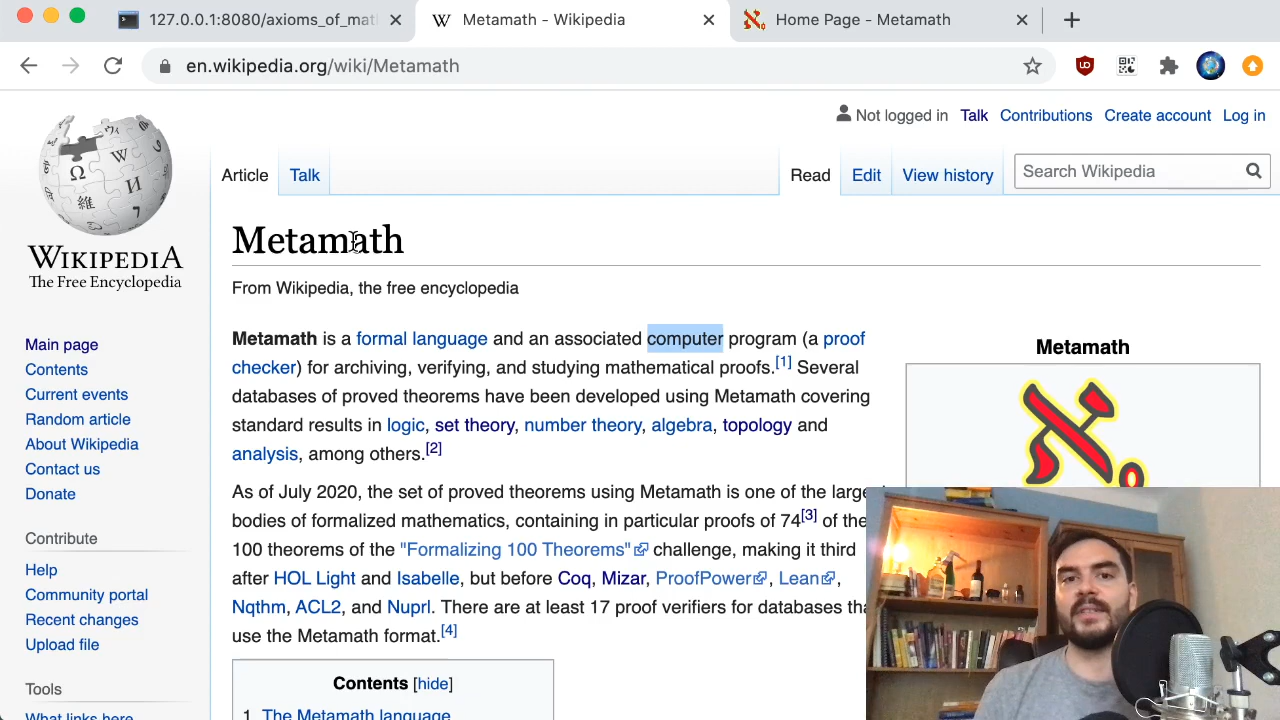 127.0.0.1:8080/axioms_of_mat
Metamath - Wikipedia
Home Page - Metamath
en.wikipedia.org/wiki/Metamath
Not logged in Talk Contributions Create account Log in
Article Talk Read Edit View history Search Wikipedia
WIKIPEDIA
The Free Encyclopedia
Metamath
From Wikipedia, the free encyclopedia
Main page
Contents
Current events
Random article
About Wikipedia
Contact us
Donate
Contribute
Help
Community portal
Recent changes
Upload file
Tools
What links here
Metamath is a formal language and an associated computer program (a proof
checker) for archiving, verifying, and studying mathematical proofs.[1] Several
databases of proved theorems have been developed using Metamath covering
standard results in logic, set theory, number theory, algebra, topology and
analysis, among others.[2]
As of July 2020, the set of proved theorems using Metamath is one of the large
bodies of formalized mathematics, containing in particular proofs of 74[3] of the
100 theorems of the "Formalizing 100 Theorems" challenge, making it third
after HOL Light and Isabelle, but before Coq, Mizar, ProofPower, Lean,
Nqthm, ACL2, and Nuprl. There are at least 17 proof verifiers for databases tha
use the Metamath format.[4]
Contents [hide]
1 The Metamath language
Metamath